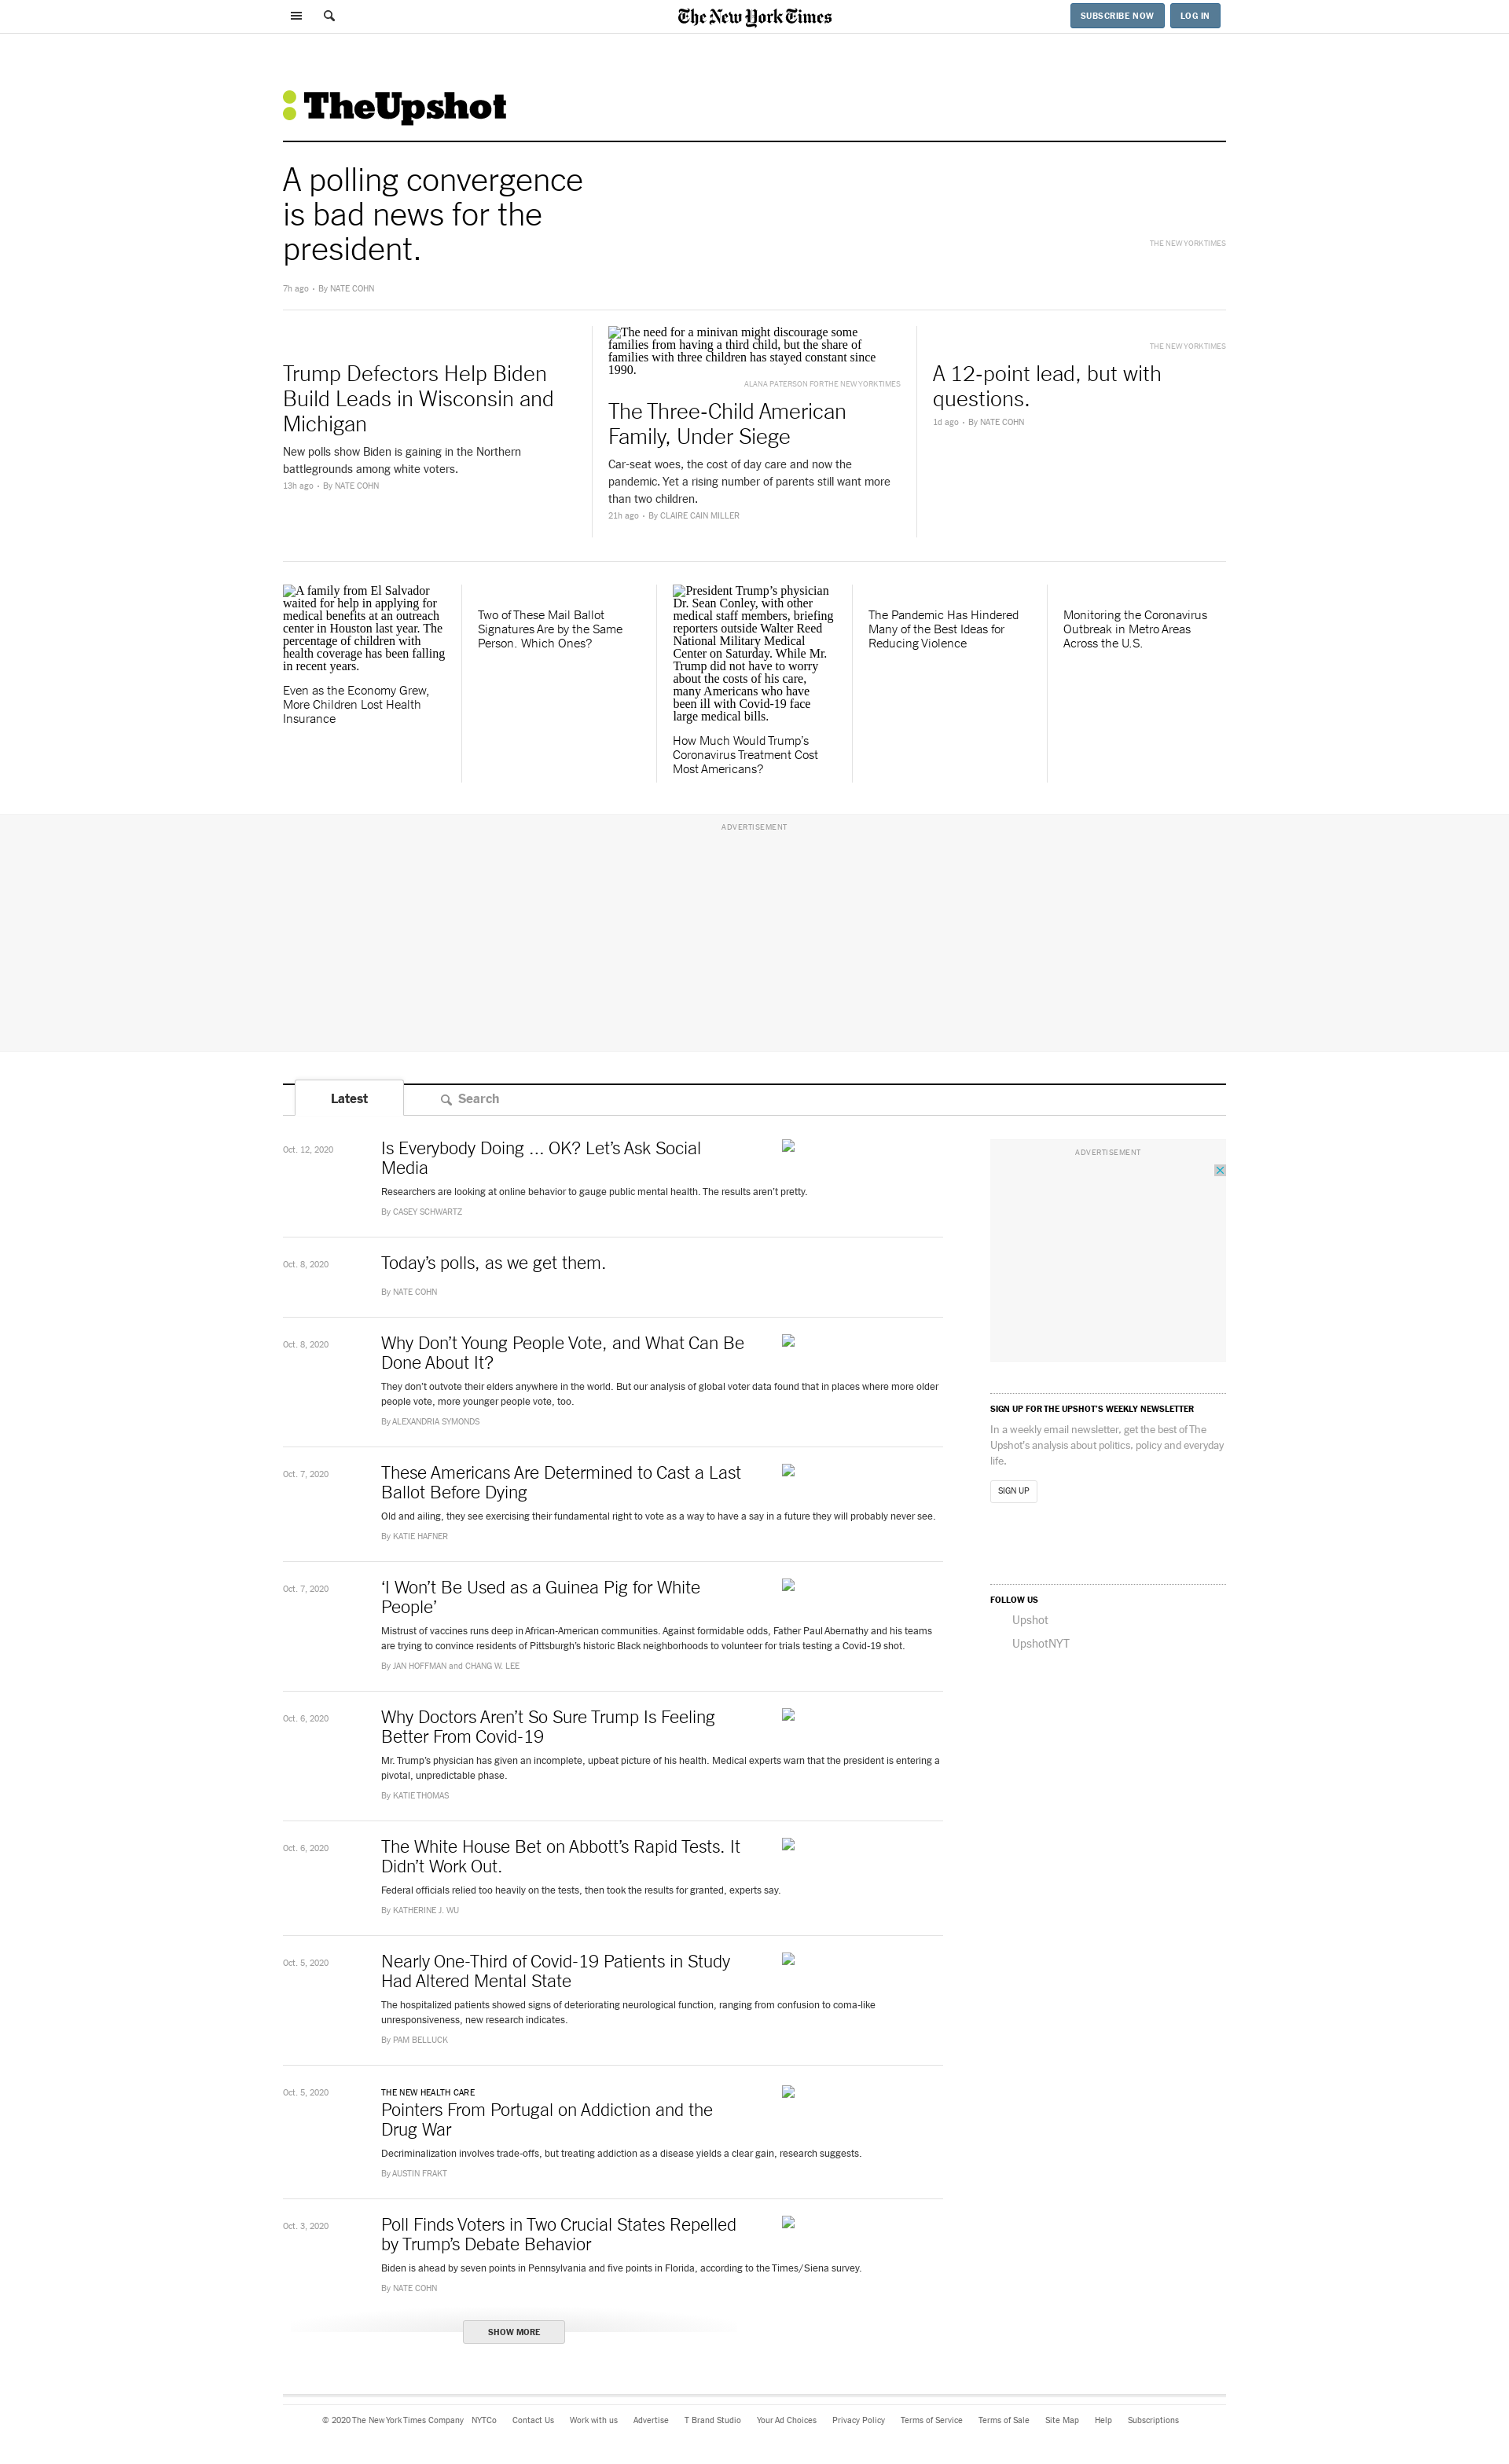 The New York Times
SUBSCRIBE NOW
LOG IN
TheUpshot
A polling convergence
is bad news for the
president.
THE NEW YORK TIMES
7h ago • By NATE COHN
Trump Defectors Help Biden
Build Leads in Wisconsin and
Michigan
New polls show Biden is gaining in the Northern
battlegrounds among white voters.
13h ago • By NATE COHN
The need for a minivan might discourage some
families from having a third child, but the share of
families with three children has stayed constant since
1990.
ALANA PATERSON FOR THE NEW YORK TIMES
The Three-Child American
Family, Under Siege
Car-seat woes, the cost of day care and now the
pandemic. Yet a rising number of parents still want more
than two children.
21h ago • By CLAIRE CAIN MILLER
THE NEW YORK TIMES
A 12-point lead, but with
questions.
1d ago • By NATE COHN
A family from El Salvador
waited for help in applying for
medical benefits at an outreach
center in Houston last year. The
percentage of children with
health coverage has been falling
in recent years.
Even as the Economy Grew,
More Children Lost Health
Insurance
Two of These Mail Ballot
Signatures Are by the Same
Person. Which Ones?
President Trump’s physician
Dr. Sean Conley, with other
medical staff members, briefing
reporters outside Walter Reed
National Military Medical
Center on Saturday. While Mr.
Trump did not have to worry
about the costs of his care,
many Americans who have
been ill with Covid-19 face
large medical bills.
How Much Would Trump’s
Coronavirus Treatment Cost
Most Americans?
The Pandemic Has Hindered
Many of the Best Ideas for
Reducing Violence
Monitoring the Coronavirus
Outbreak in Metro Areas
Across the U.S.
ADVERTISEMENT
Latest
Search
Oct. 12, 2020
Is Everybody Doing ... OK? Let’s Ask Social
Media
Researchers are looking at online behavior to gauge public mental health. The results aren’t pretty.
By CASEY SCHWARTZ
Oct. 8, 2020
Today’s polls, as we get them.
By NATE COHN
Oct. 8, 2020
Why Don’t Young People Vote, and What Can Be
Done About It?
They don’t outvote their elders anywhere in the world. But our analysis of global voter data found that in places where more older
people vote, more younger people vote, too.
By ALEXANDRIA SYMONDS
Oct. 7, 2020
These Americans Are Determined to Cast a Last
Ballot Before Dying
Old and ailing, they see exercising their fundamental right to vote as a way to have a say in a future they will probably never see.
By KATIE HAFNER
Oct. 7, 2020
‘I Won’t Be Used as a Guinea Pig for White
People’
Mistrust of vaccines runs deep in African-American communities. Against formidable odds, Father Paul Abernathy and his teams
are trying to convince residents of Pittsburgh’s historic Black neighborhoods to volunteer for trials testing a Covid-19 shot.
By JAN HOFFMAN and CHANG W. LEE
Oct. 6, 2020
Why Doctors Aren’t So Sure Trump Is Feeling
Better From Covid-19
Mr. Trump’s physician has given an incomplete, upbeat picture of his health. Medical experts warn that the president is entering a
pivotal, unpredictable phase.
By KATIE THOMAS
Oct. 6, 2020
The White House Bet on Abbott’s Rapid Tests. It
Didn’t Work Out.
Federal officials relied too heavily on the tests, then took the results for granted, experts say.
By KATHERINE J. WU
Oct. 5, 2020
Nearly One-Third of Covid-19 Patients in Study
Had Altered Mental State
The hospitalized patients showed signs of deteriorating neurological function, ranging from confusion to coma-like
unresponsiveness, new research indicates.
By PAM BELLUCK
Oct. 5, 2020
THE NEW HEALTH CARE
Pointers From Portugal on Addiction and the
Drug War
Decriminalization involves trade-offs, but treating addiction as a disease yields a clear gain, research suggests.
By AUSTIN FRAKT
Oct. 3, 2020
Poll Finds Voters in Two Crucial States Repelled
by Trump’s Debate Behavior
Biden is ahead by seven points in Pennsylvania and five points in Florida, according to the Times/Siena survey.
By NATE COHN
SHOW MORE
ADVERTISEMENT
SIGN UP FOR THE UPSHOT’S WEEKLY NEWSLETTER
In a weekly email newsletter, get the best of The
Upshot’s analysis about politics, policy and everyday
life.
SIGN UP
FOLLOW US
Upshot
UpshotNYT
© 2020 The New York Times Company NYTCo Contact Us Work with us Advertise T Brand Studio Your Ad Choices Privacy Policy Terms of Service Terms of Sale Site Map Help Subscriptions